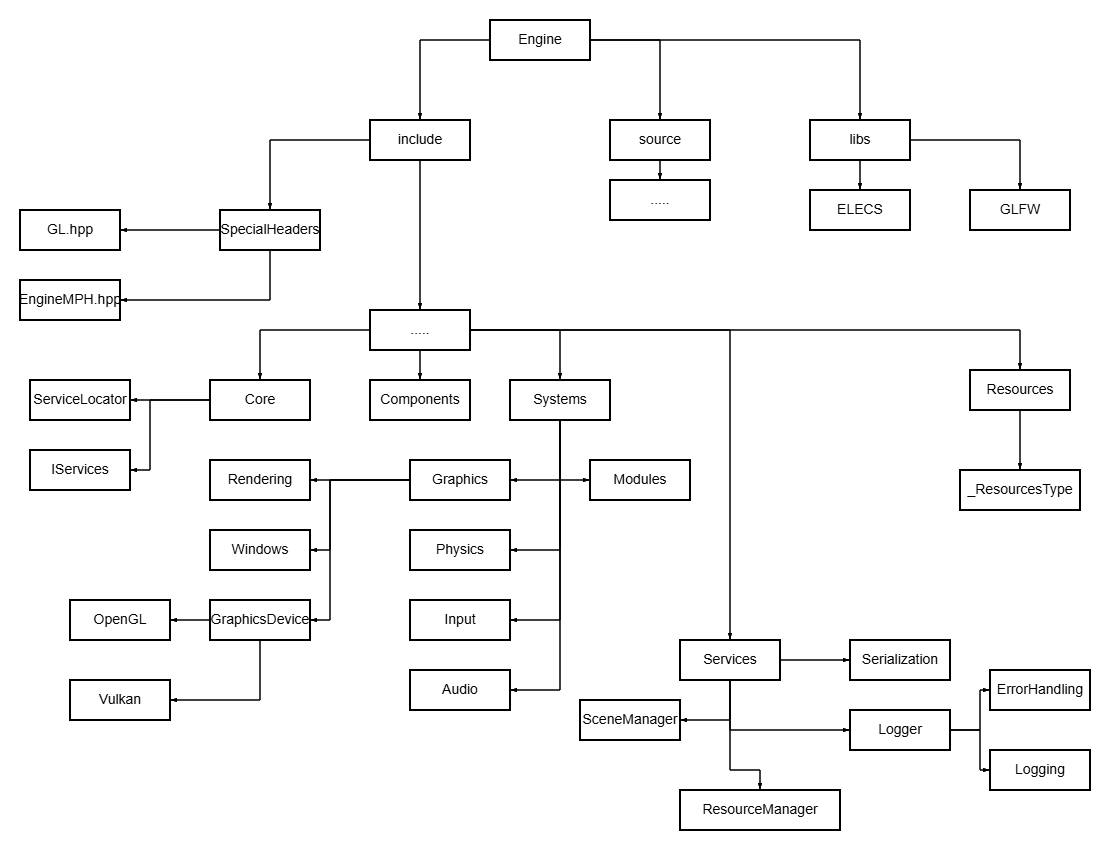 Engine
include
source
libs
.....
ELECS
GLFW
GL.hpp
SpecialHeaders
EngineMPH.hpp
.....
ServiceLocator
Core
Components
Systems
Resources
IServices
Rendering
Graphics
Modules
_ResourcesType
Windows
Physics
OpenGL
GraphicsDevice
Input
Services
Serialization
Vulkan
Audio
SceneManager
ErrorHandling
Logger
Logging
ResourceManager